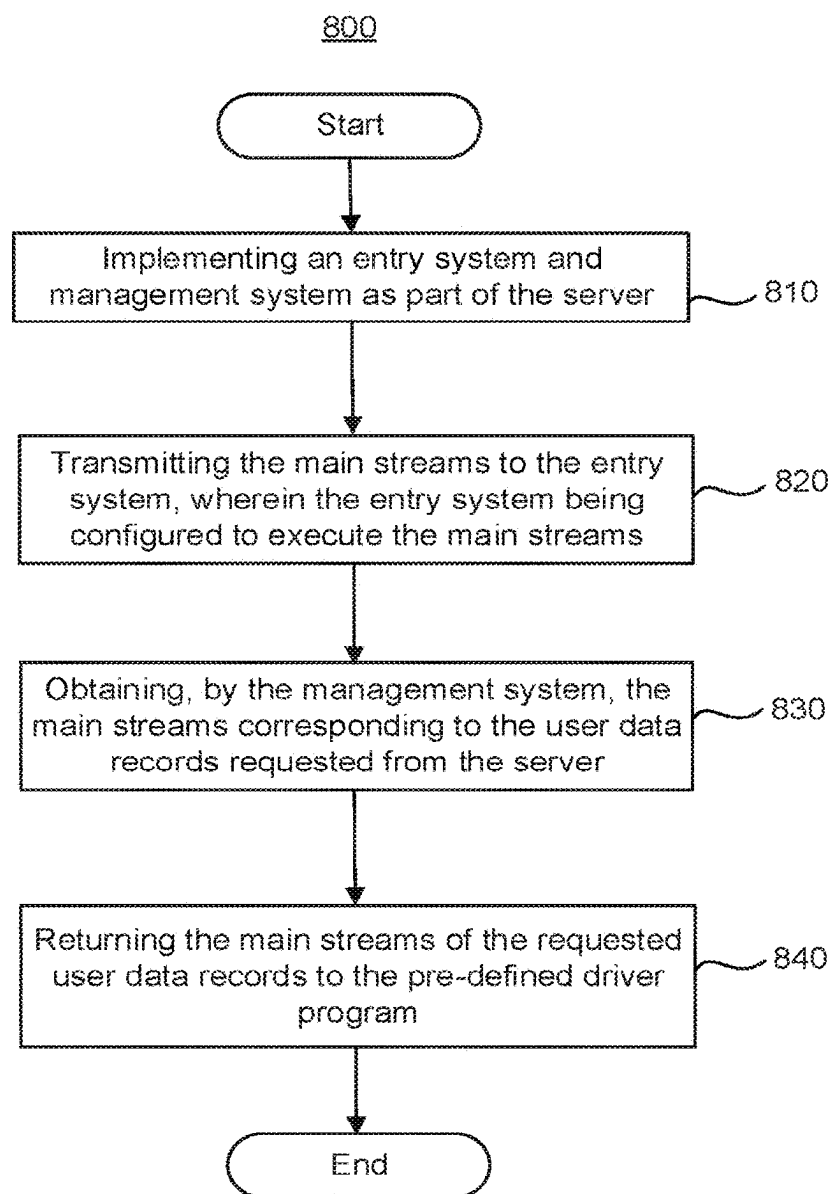 800
Start
Implementing an entry system and
management system as part of the server
810
Transmitting the main streams to the entry
system, wherein the entry system being
configured to execute the main streams
820
Obtaining, by the management system, the
main streams corresponding to the user data
records requested from the server
830
Returning the main streams of the requested
user data records to the pre-defined driver
program
840
End